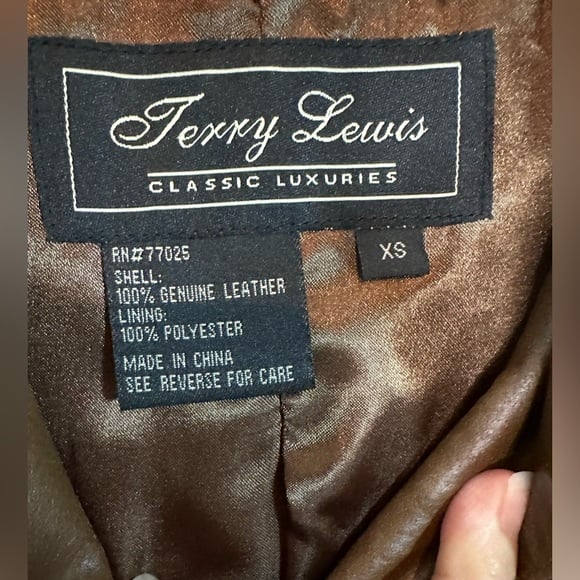 Terry Lewis
CLASSIC LUXURIES
RN#77025
SHELL:
100% GENUINE LEATHER
LINING:
100% POLYESTER
MADE IN CHINA
SEE REVERSE FOR CARE
XS